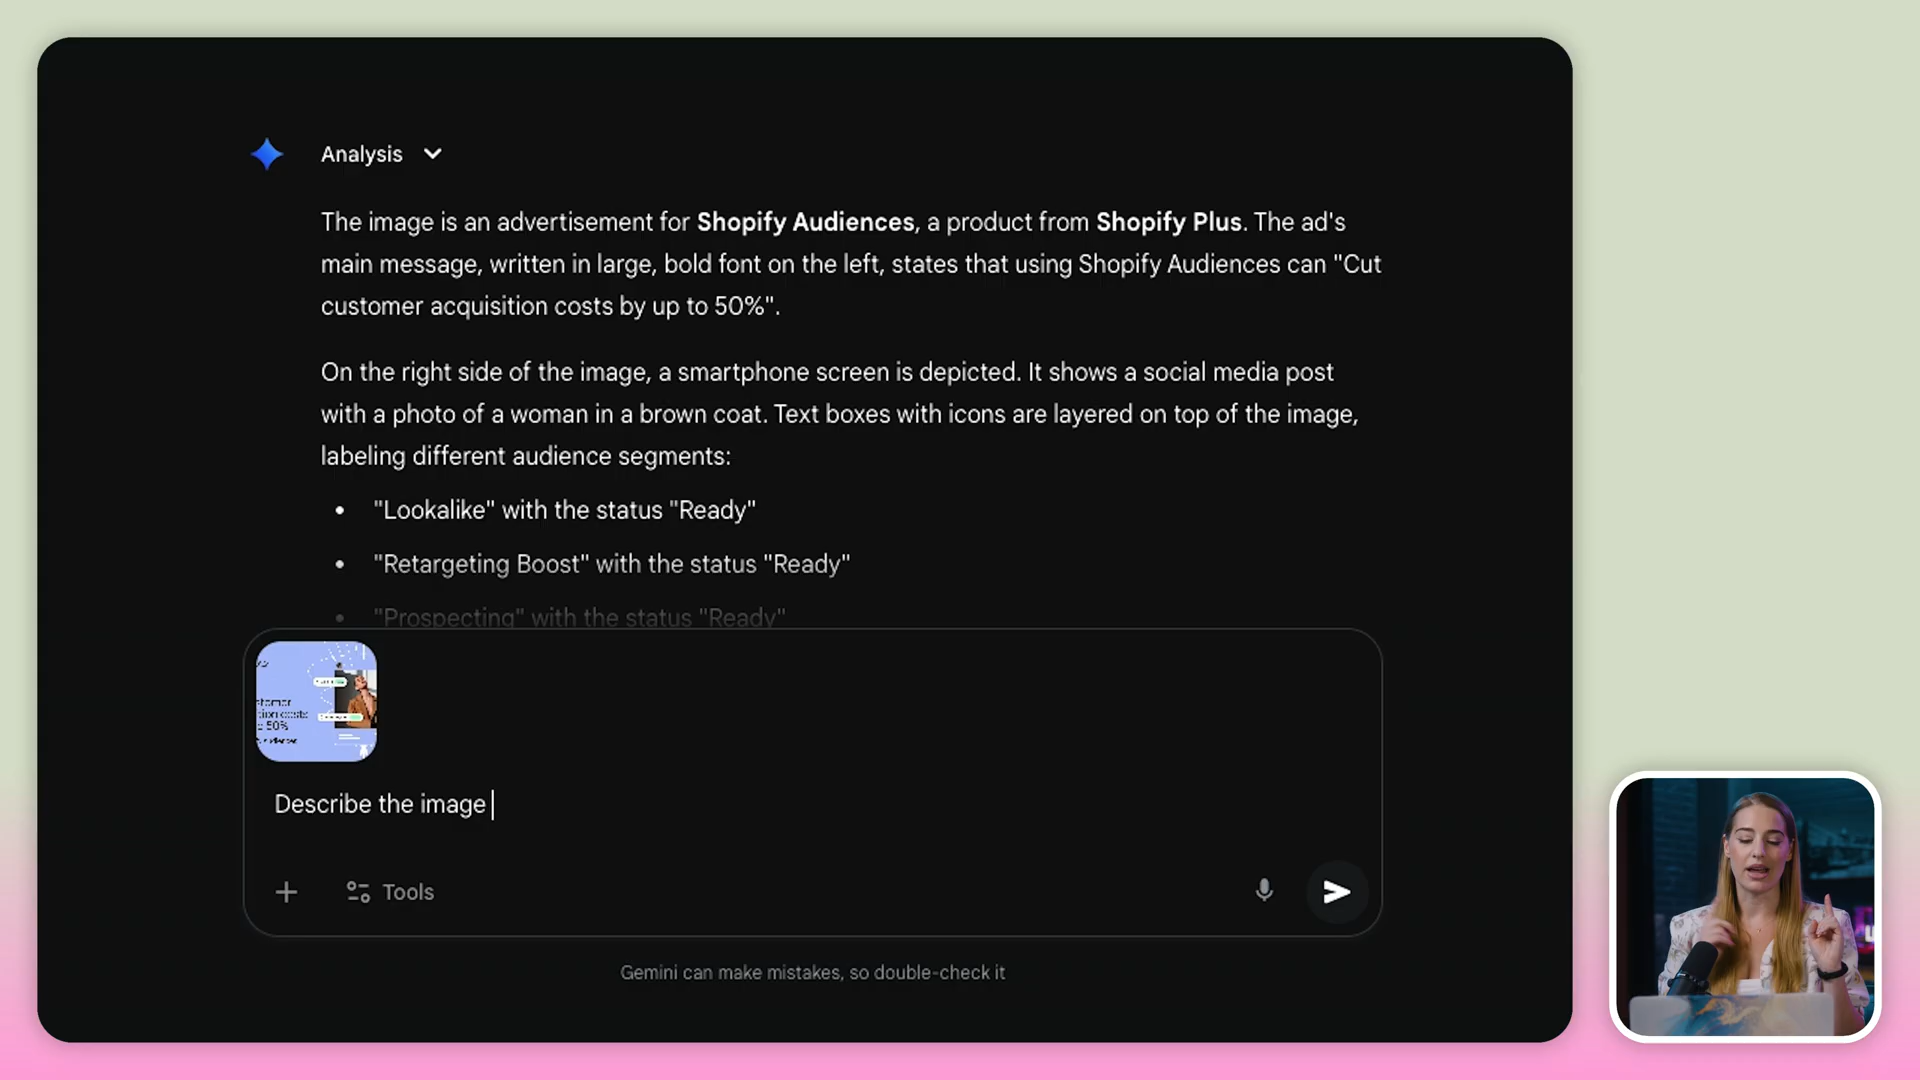 Analysis
The image is an advertisement for Shopify Audiences, a product from Shopify Plus. The ad's
main message, written in large, bold font on the left, states that using Shopify Audiences can "Cut
customer acquisition costs by up to 50%".
On the right side of the image, a smartphone screen is depicted. It shows a social media post
with a photo of a woman in a brown coat. Text boxes with icons are layered on top of the image,
labeling different audience segments:
• "Lookalike" with the status "Ready"
• "Retargeting Boost" with the status "Ready"
• "Prospecting" with the status "Ready"
stomer
tion costs
o 50%
Describe the image
Tools
Gemini can make mistakes, so double-check it